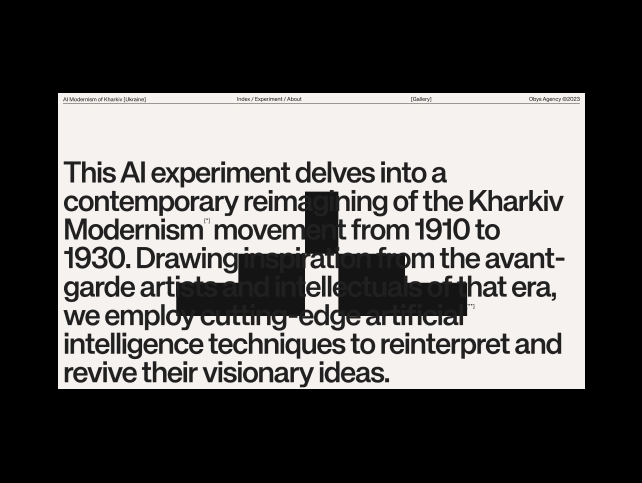 AI Modernism of Kharkiv [Ukraine]
Index / Experiment / About
[Gallery]
Obys Agency ©2023
This AI experiment delves into a
contemporary reimagining of the Kharkiv
Modernism[*] movement from 1910 to
1930. Drawing inspiration from the avant-
garde artists and intellectuals of that era,
we employ cutting-edge artificial[**]
intelligence techniques to reinterpret and
revive their visionary ideas.